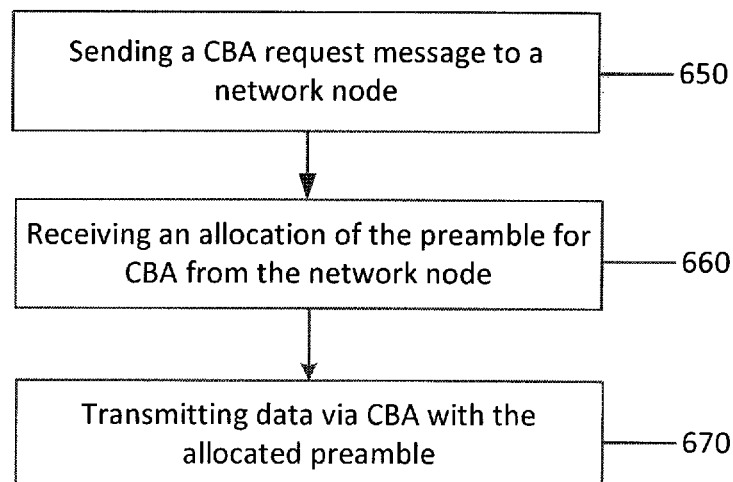 Sending a CBA request message to a
network node
650
Receiving an allocation of the preamble for
CBA from the network node
660
Transmitting data via CBA with the
allocated preamble
670